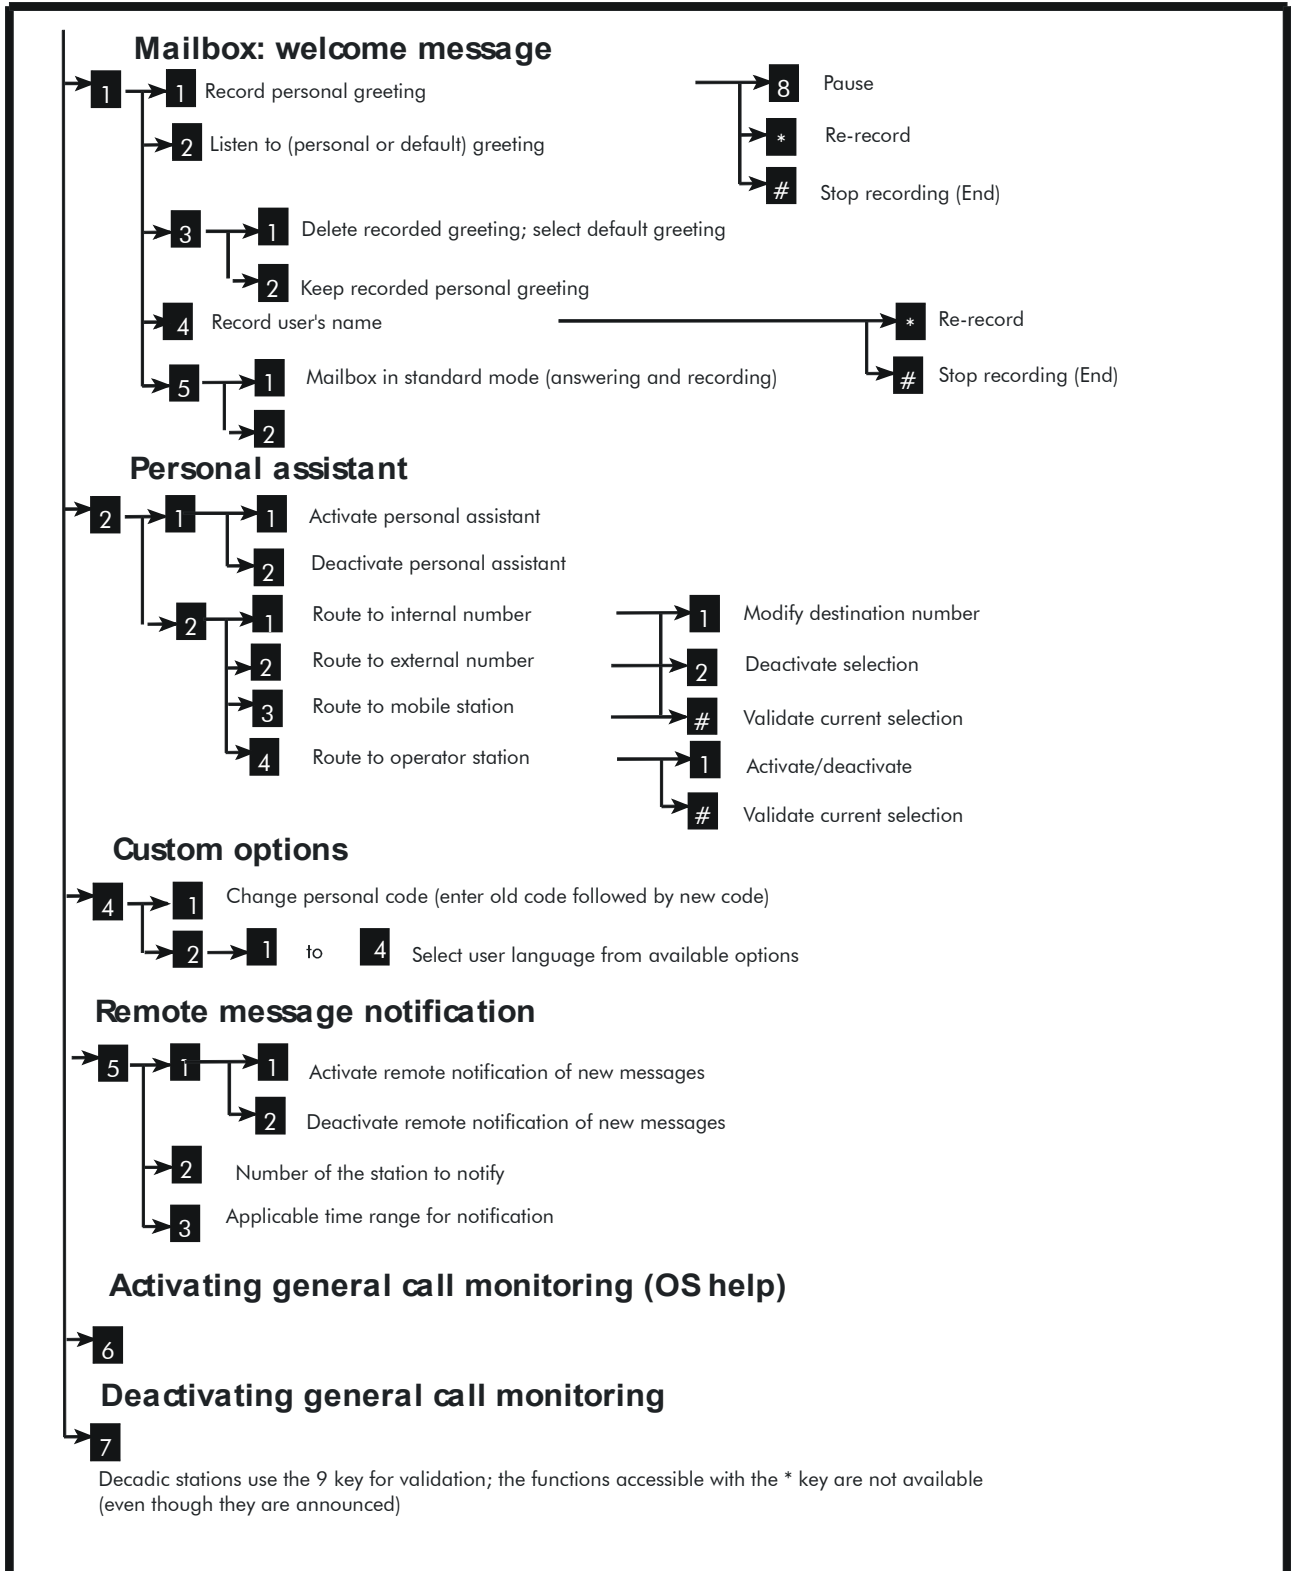 Mailbox: welcome message
1 1 Record personal greeting 8 Pause
* Re-record
2 Listen to (personal or default) greeting
# Stop recording (End)
3 1 Delete recorded greeting; select default greeting
2 Keep recorded personal greeting
4 Record user's name * Re-record
5 1 Mailbox in standard mode (answering and recording) # Stop recording (End)
2
Personal assistant
2 1 1 Activate personal assistant
2 Deactivate personal assistant
2 1 Route to internal number 1 Modify destination number
2 Route to external number 2 Deactivate selection
3 Route to mobile station # Validate current selection
4 Route to operator station 1 Activate/deactivate
# Validate current selection
Custom options
4 1 Change personal code (enter old code followed by new code)
2 1 to 4 Select user language from available options
Remote message notification
5 1 1 Activate remote notification of new messages
2 Deactivate remote notification of new messages
2 Number of the station to notify
3 Applicable time range for notification
Activating general call monitoring (OS help)
6
Deactivating general call monitoring
7
Decadic stations use the 9 key for validation; the functions accessible with the * key are not available
(even though they are announced)